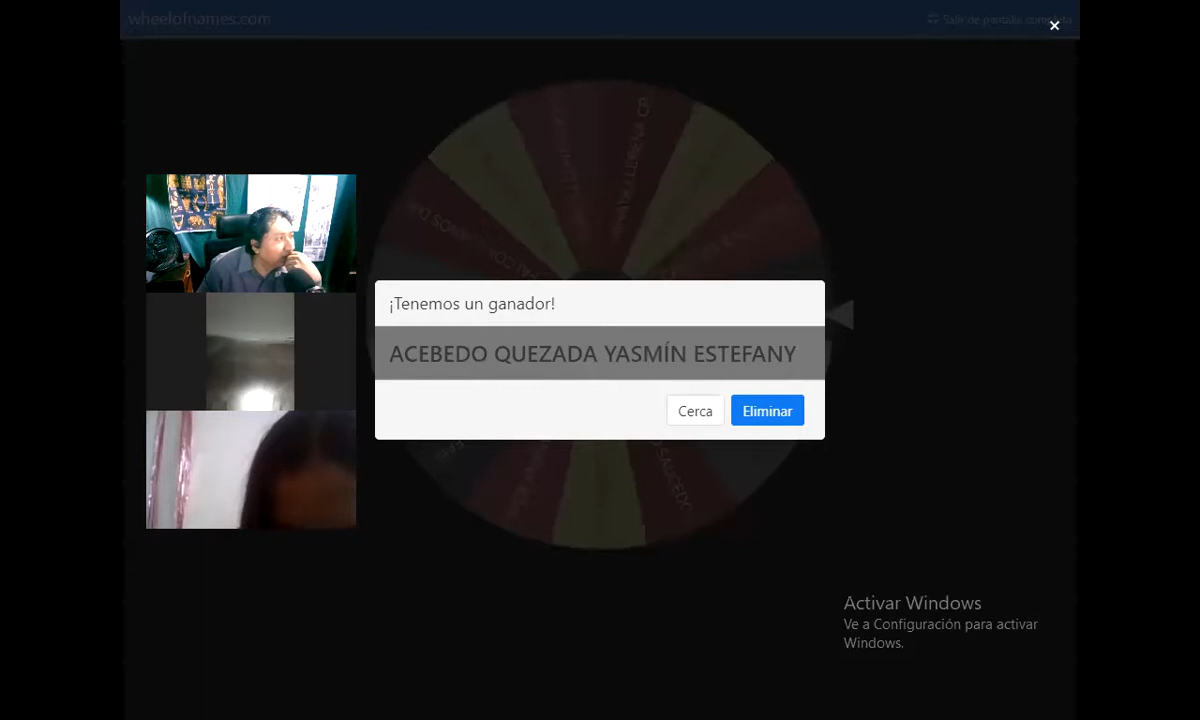 wheelofnames.com
Salir de pantalla completa
¡Tenemos un ganador!
ACEBEDO QUEZADA YASMÍN ESTEFANY
Cerca
Eliminar
SAUCEDO
Activar Windows
Ve a Configuración para activar
Windows.